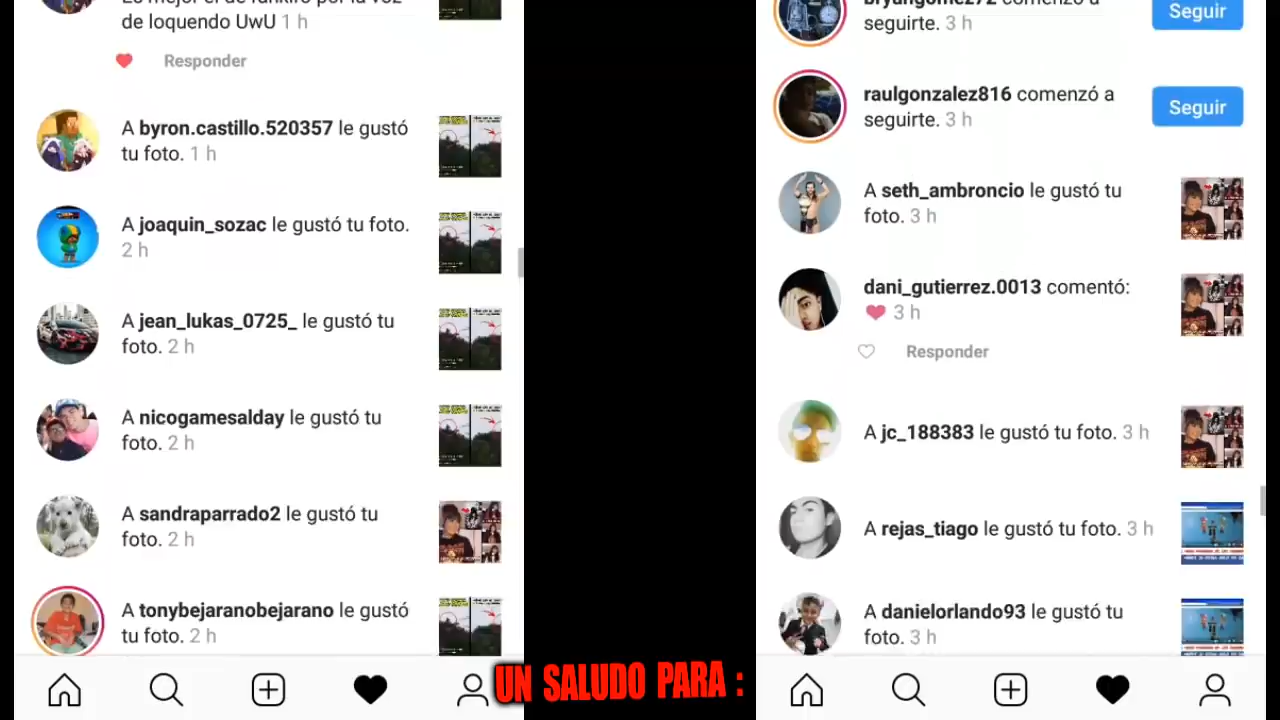 de loquendo UwU 1 h
Responder
A byron.castillo.520357 le gustó
tu foto. 1 h
A joaquin_sozac le gustó tu foto.
2 h
A jean_lukas_0725_ le gustó tu
foto. 2 h
A nicogamesalday le gustó tu
foto. 2 h
A sandraparrado2 le gustó tu
foto. 2 h
A tonybejaranobejarano le gustó
tu foto. 2 h
seguirte. 3 h
Seguir
raulgonzalez816 comenzó a
seguirte. 3 h
Seguir
A seth_ambroncio le gustó tu
foto. 3 h
dani_gutierrez.0013 comentó:
3 h
Responder
A jc_188383 le gustó tu foto. 3 h
A rejas_tiago le gustó tu foto. 3 h
A danielorlando93 le gustó tu
foto. 3 h
UN SALUDO PARA :